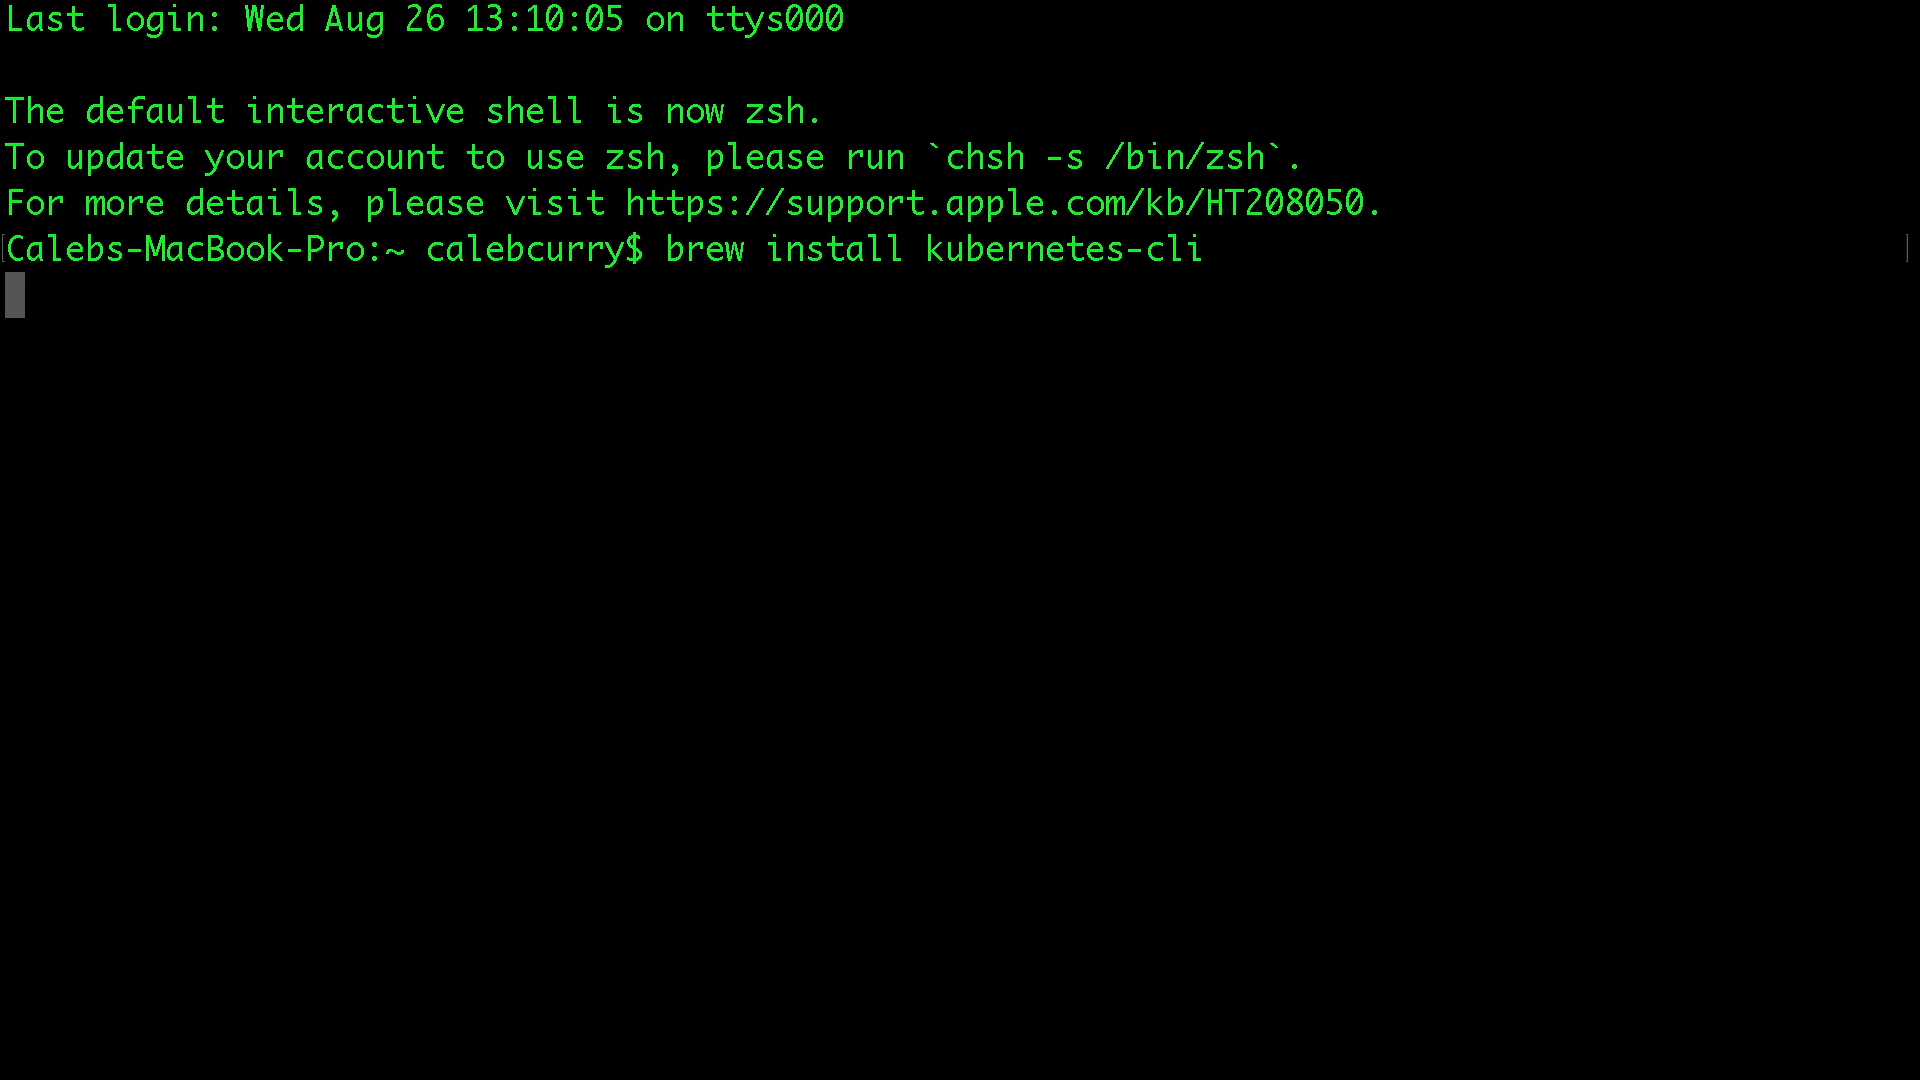 Last login: Wed Aug 26 13:10:05 on ttys000
The default interactive shell is now zsh.
To update your account to use zsh, please run `chsh -s /bin/zsh`.
For more details, please visit https://support.apple.com/kb/HT208050.
[Calebs-MacBook-Pro:~ calebcurry$ brew install kubernetes-cli ]